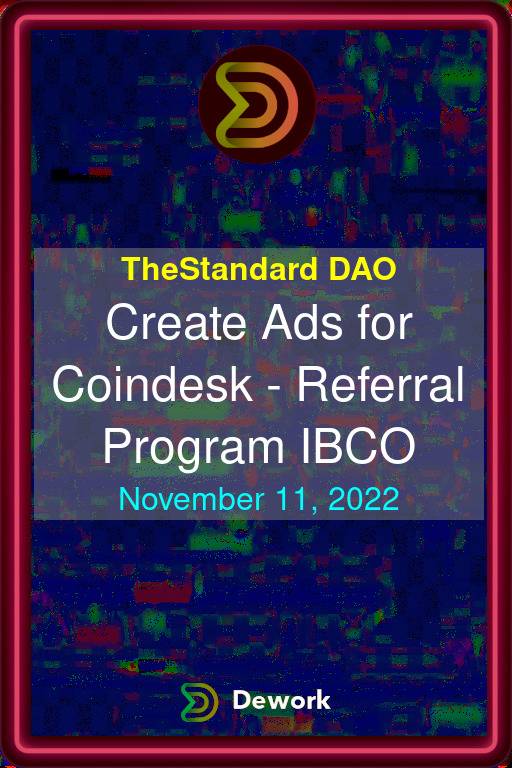 TheStandard DAO
Create Ads for
Coindesk - Referral
Program IBCO
November 11, 2022
Dework